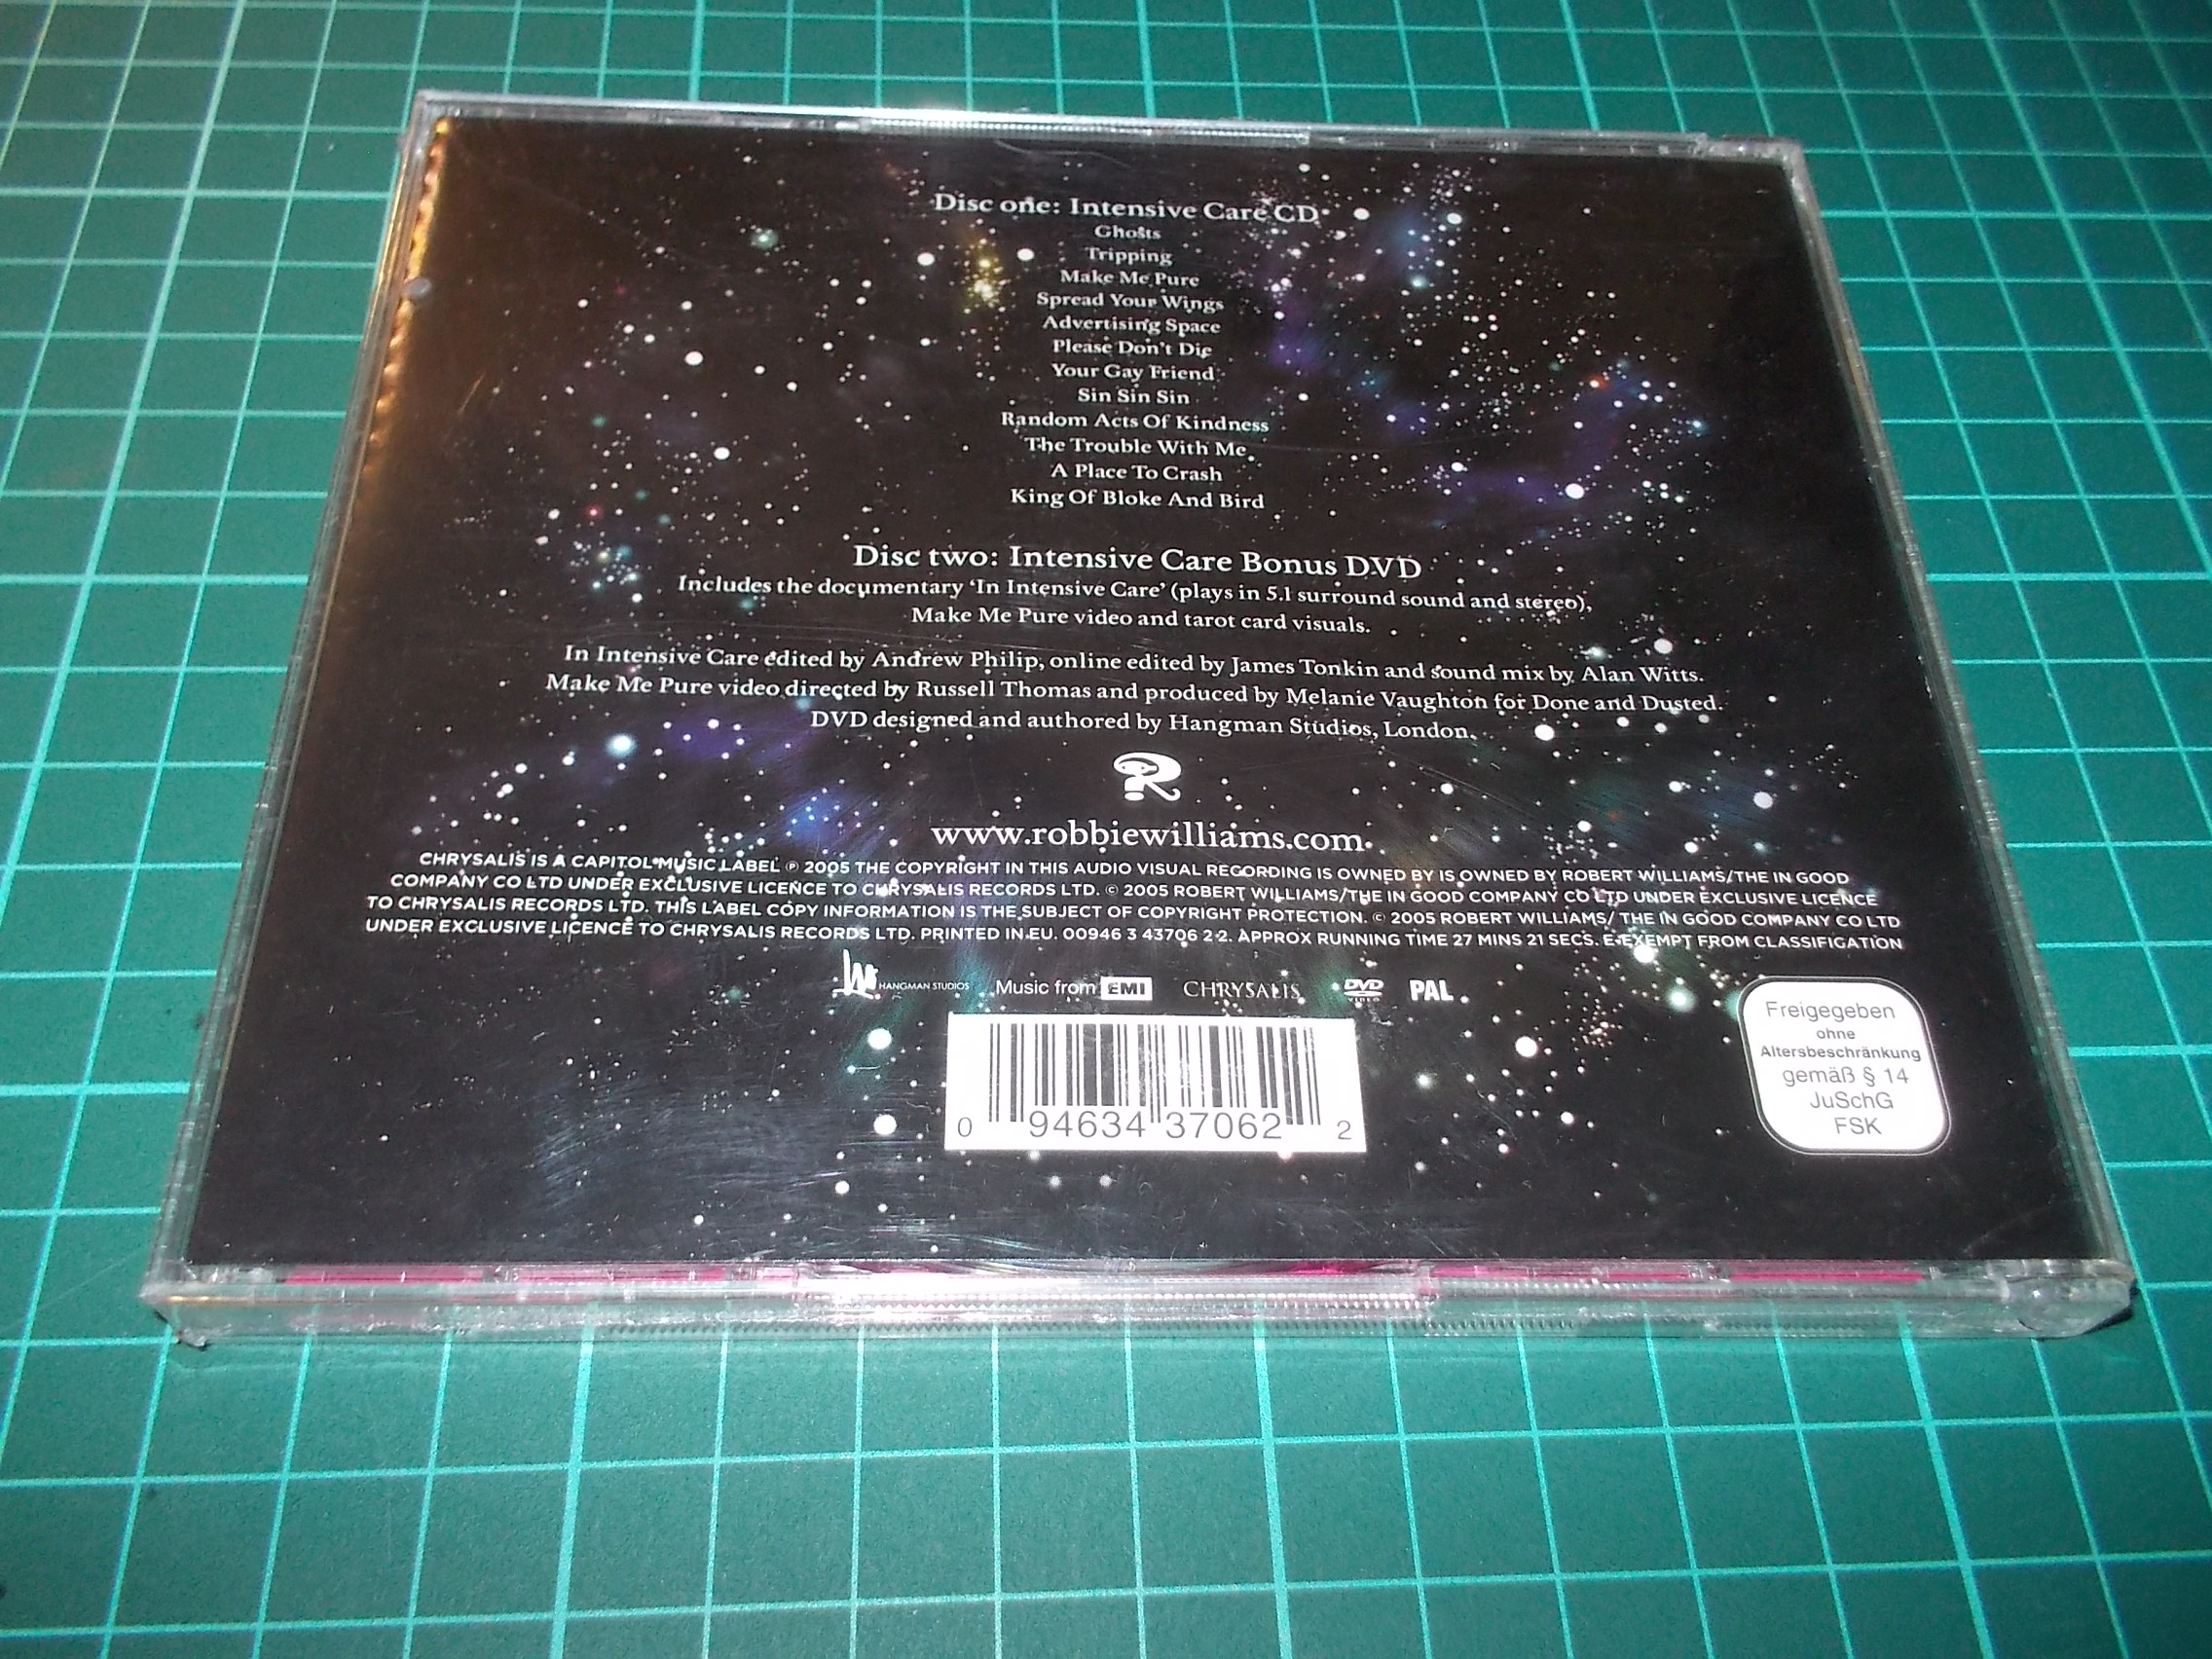 Disc one: Intensive Care CD
Ghosts
Tripping
Make Me Pure
Spread Your Wings
Advertising Space
Please Don't Die
Your Gay Friend
Sin Sin Sin
Random Acts Of Kindness
The Trouble With Me
A Place To Crash
King Of Bloke And Bird
Disc two: Intensive Care Bonus DVD
Includes the documentary 'In Intensive Care' (plays in 5.1 surround sound and stereo),
Make Me Pure video and tarot card visuals.
In Intensive Care edited by Andrew Philip, online edited by James Tonkin and sound mix by Alan Witts.
Make Me Pure video directed by Russell Thomas and produced by Melanie Vaughton for Done and Dusted.
DVD designed and authored by Hangman Studios, London.
R
www.robbiewilliams.com
CHRYSALIS IS A CAPITOL MUSIC LABEL ℗ 2005 THE COPYRIGHT IN THIS AUDIO VISUAL RECORDING IS OWNED BY IS OWNED BY ROBERT WILLIAMS/THE IN GOOD
COMPANY CO LTD UNDER EXCLUSIVE LICENCE TO CHRYSALIS RECORDS LTD. © 2005 ROBERT WILLIAMS/THE IN GOOD COMPANY CO LTD UNDER EXCLUSIVE LICENCE
TO CHRYSALIS RECORDS LTD. THIS LABEL COPY INFORMATION IS THE SUBJECT OF COPYRIGHT PROTECTION. © 2005 ROBERT WILLIAMS/ THE IN GOOD COMPANY CO LTD
UNDER EXCLUSIVE LICENCE TO CHRYSALIS RECORDS LTD. PRINTED IN EU. 00946 3 43706 2 2. APPROX RUNNING TIME 27 MINS 21 SECS. E-EXEMPT FROM CLASSIFICATION
HANGMAN STUDIOS Music from EMI CHRYSALIS DVD VIDEO PAL
0 94634 37062 2
Freigegeben
ohne
Altersbeschränkung
gemäß § 14
JuSchG
FSK